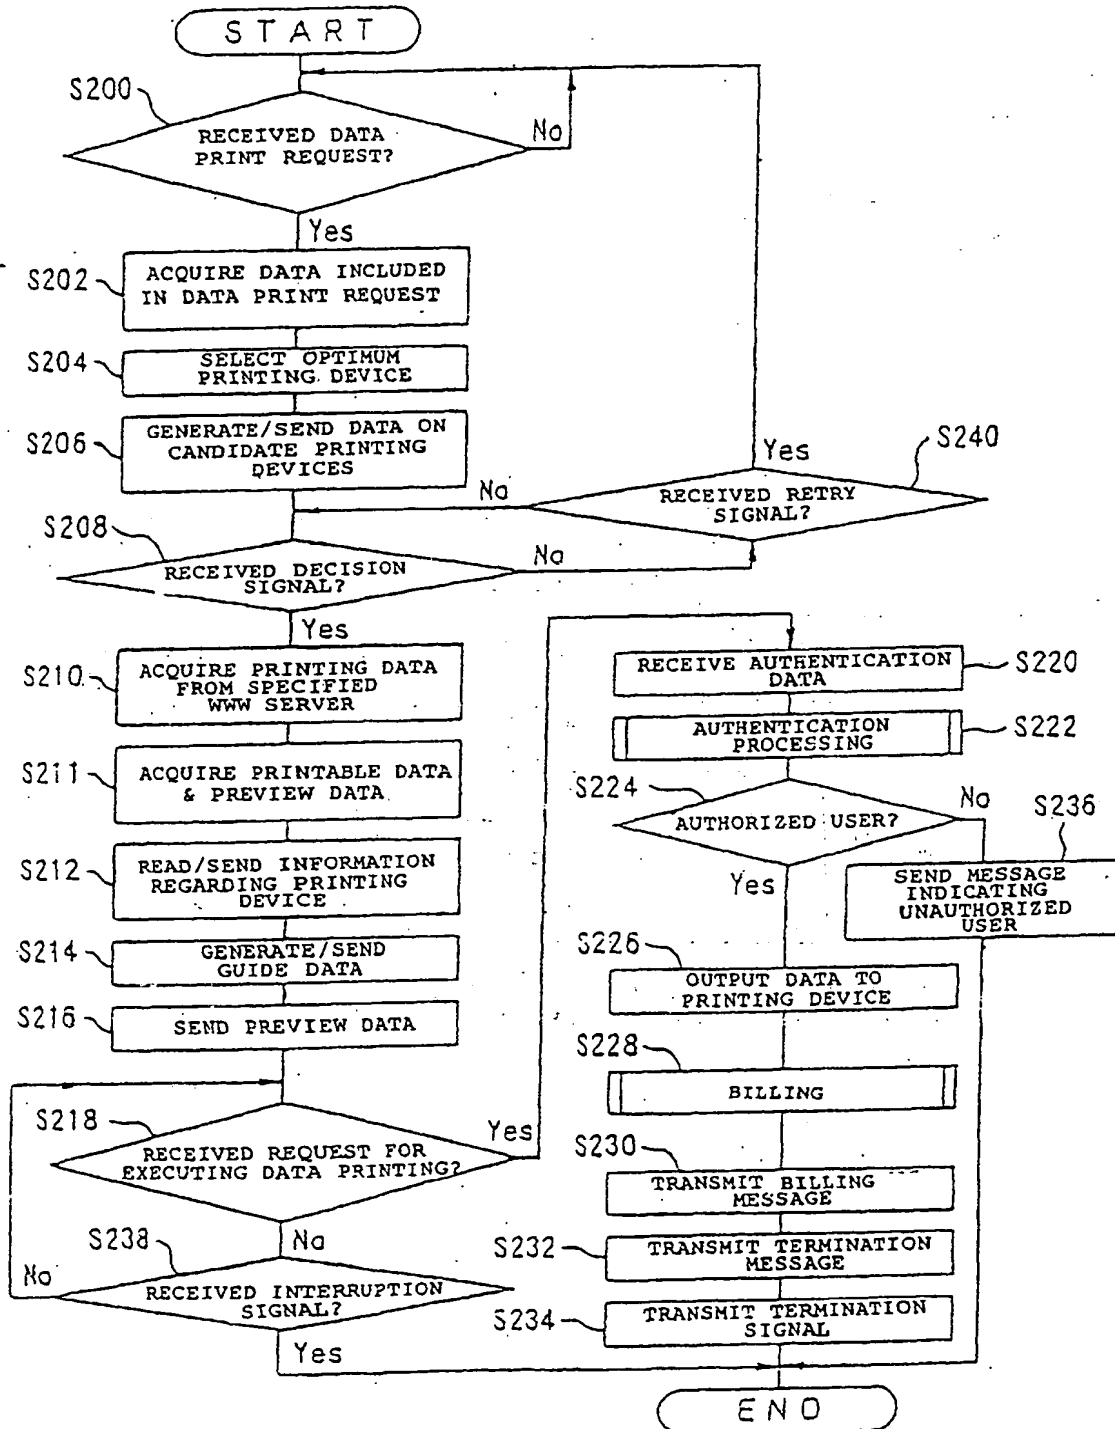 START
S200
RECEIVED DATA
PRINT REQUEST?
No
Yes
S202
ACQUIRE DATA INCLUDED
IN DATA PRINT REQUEST
S204
SELECT OPTIMUM
PRINTING DEVICE
S206
GENERATE/SEND DATA ON
CANDIDATE PRINTING
DEVICES
S240
Yes
RECEIVED RETRY
SIGNAL?
No
S208
RECEIVED DECISION
SIGNAL?
No
Yes
S210
ACQUIRE PRINTING DATA
FROM SPECIFIED
WWW SERVER
S211
ACQUIRE PRINTABLE DATA
& PREVIEW DATA
S212
READ/SEND INFORMATION
REGARDING PRINTING
DEVICE
S214
GENERATE/SEND
GUIDE DATA
S216
SEND PREVIEW DATA
S218
RECEIVED REQUEST FOR
EXECUTING DATA PRINTING?
Yes
No
S238
RECEIVED INTERRUPTION
SIGNAL?
No
Yes
RECEIVE AUTHENTICATION
DATA
S220
AUTHENTICATION
PROCESSING
S222
S224
AUTHORIZED USER?
No
Yes
S236
SEND MESSAGE
INDICATING
UNAUTHORIZED
USER
S226
OUTPUT DATA TO
PRINTING DEVICE
S228
BILLING
S230
TRANSMIT BILLING
MESSAGE
S232
TRANSMIT TERMINATION
MESSAGE
S234
TRANSMIT TERMINATION
SIGNAL
END